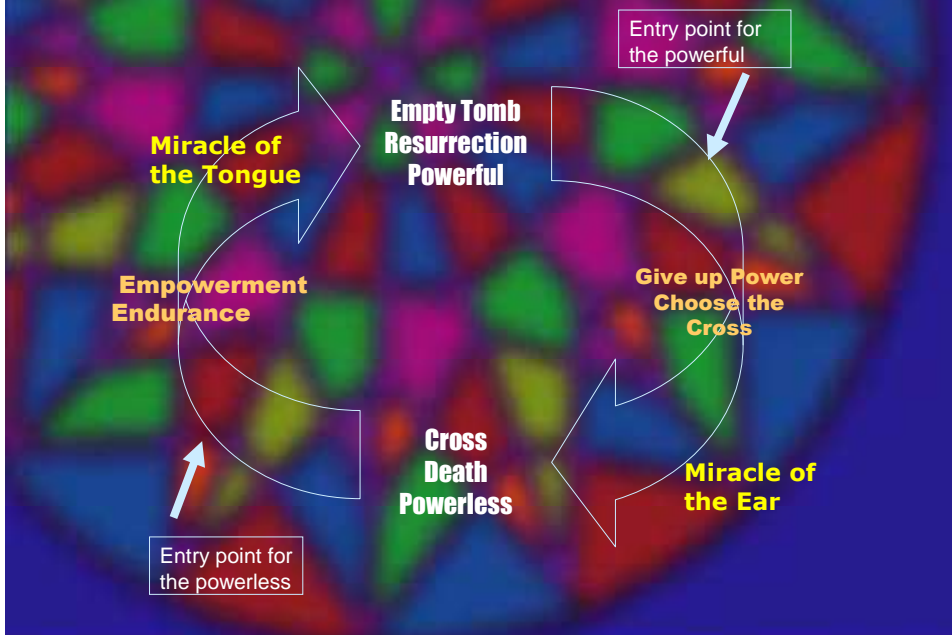 Entry point for
the powerful
Empty Tomb
Resurrection
Powerful
Miracle of
the Tongue
Empowerment
Endurance
Give up Power
Choose the
Cross
Cross
Death
Powerless
Miracle of
the Ear
Entry point for
the powerless